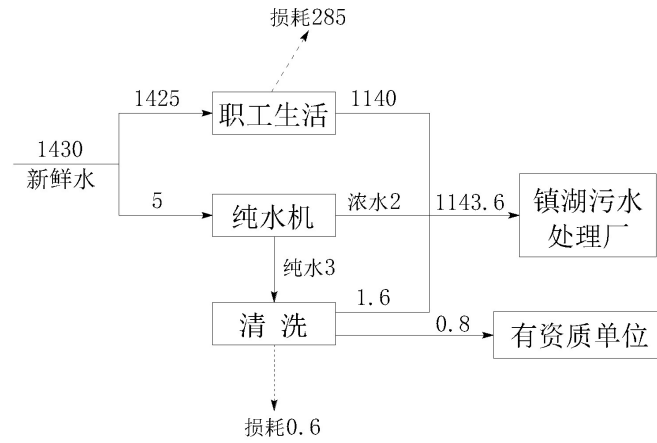 损耗285
1425
职工生活
1140
1430
新鲜水
5
纯水机
浓水2
1143.6
镇湖污水
处理厂
纯水3
清 洗
1.6
0.8
有资质单位
损耗0.6